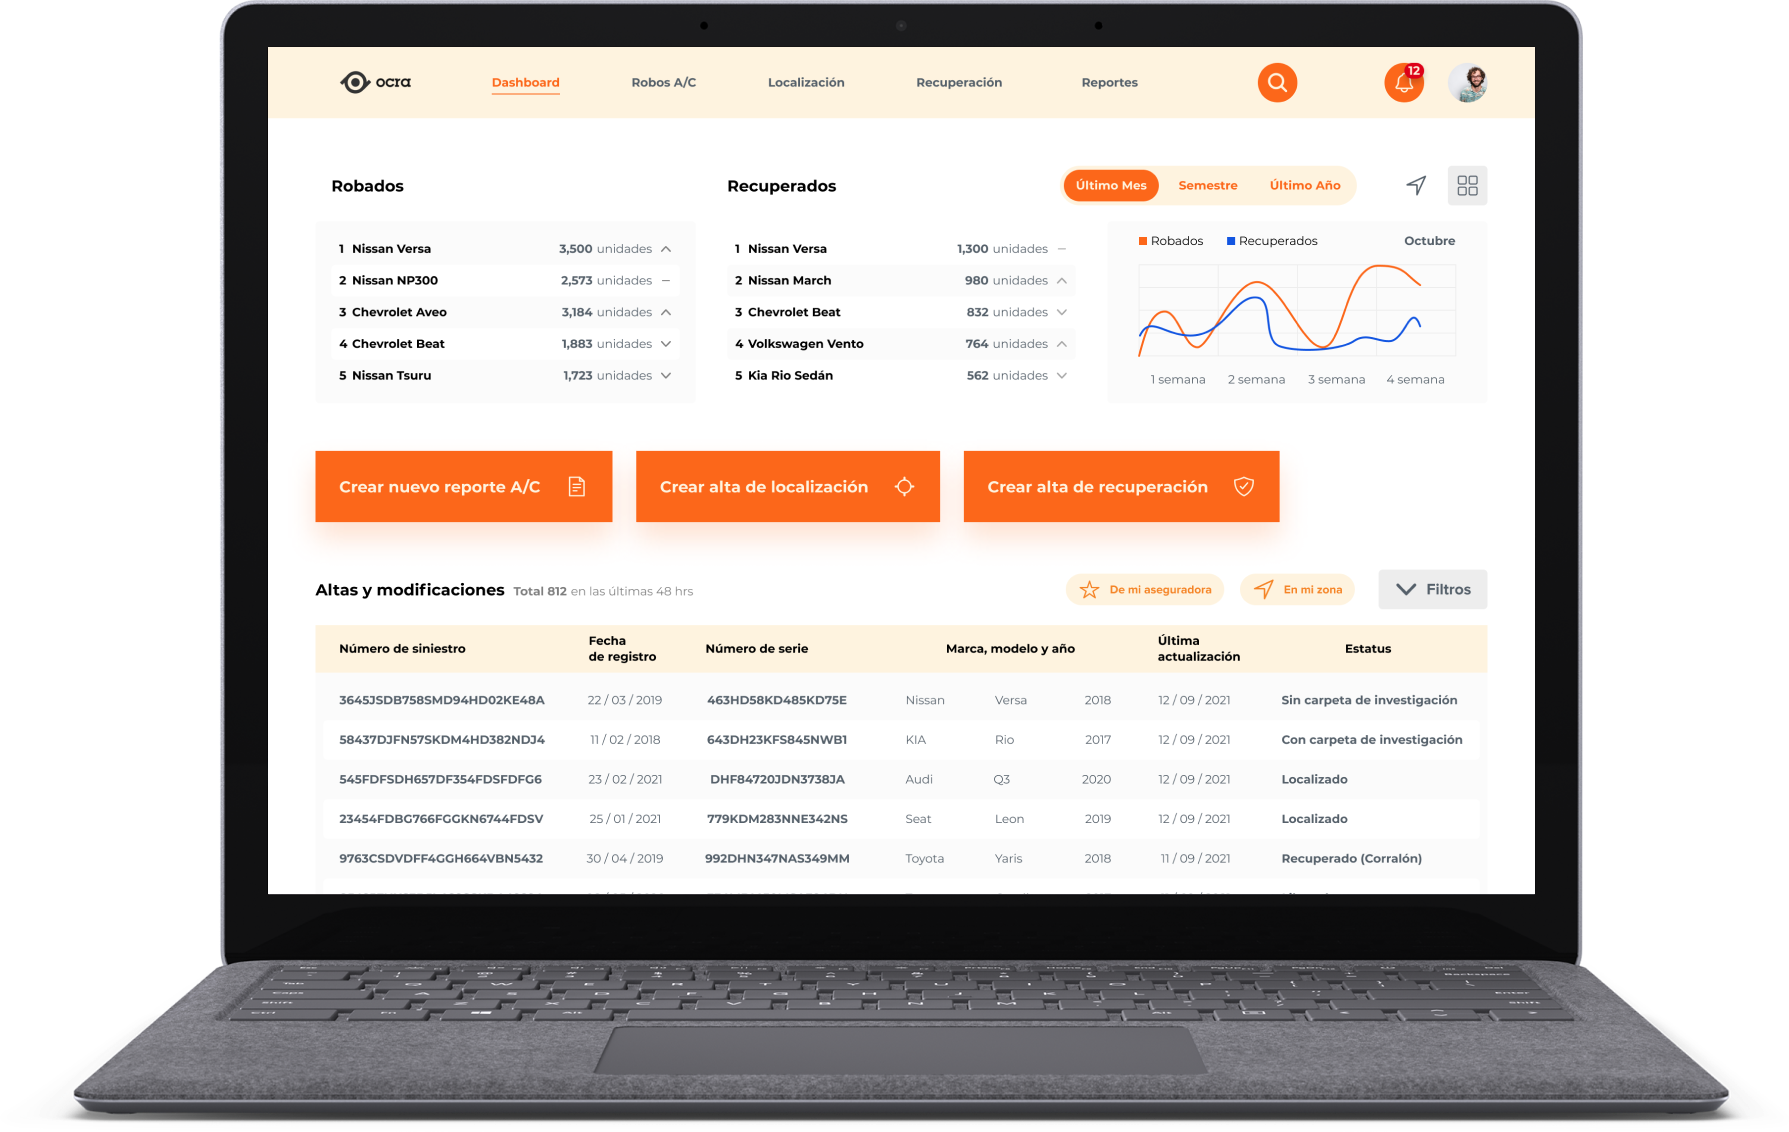 ocra
Dashboard
Robos A/C
Localización
Recuperación
Reportes
12
Robados
1 Nissan Versa 3,500 unidades
2 Nissan NP300 2,573 unidades
3 Chevrolet Aveo 3,184 unidades
4 Chevrolet Beat 1,883 unidades
5 Nissan Tsuru 1,723 unidades
Recuperados
1 Nissan Versa 1,300 unidades
2 Nissan March 980 unidades
3 Chevrolet Beat 832 unidades
4 Volkswagen Vento 764 unidades
5 Kia Rio Sedán 562 unidades
Último Mes Semestre Último Año
Robados Recuperados Octubre
1 semana 2 semana 3 semana 4 semana
Crear nuevo reporte A/C
Crear alta de localización
Crear alta de recuperación
Altas y modificaciones Total 812 en las últimas 48 hrs
De mi aseguradora
En mi zona
Filtros
Número de siniestro
Fecha
de registro
Número de serie
Marca, modelo y año
Última
actualización
Estatus
3645JSDB758SMD94HD02KE48A 22 / 03 / 2019 463HD58KD485KD75E Nissan Versa 2018 12 / 09 / 2021 Sin carpeta de investigación
58437DJFN57SKDM4HD382NDJ4 11 / 02 / 2018 643DH23KFS845NWB1 KIA Rio 2017 12 / 09 / 2021 Con carpeta de investigación
545FDFSDH657DF354FDSFDFG6 23 / 02 / 2021 DHF84720JDN3738JA Audi Q3 2020 12 / 09 / 2021 Localizado
23454FDBG766FGGKN6744FDSV 25 / 01 / 2021 779KDM283NNE342NS Seat Leon 2019 12 / 09 / 2021 Localizado
9763CSDVDFF4GGH664VBN5432 30 / 04 / 2019 992DHN347NAS349MM Toyota Yaris 2018 11 / 09 / 2021 Recuperado (Corralón)